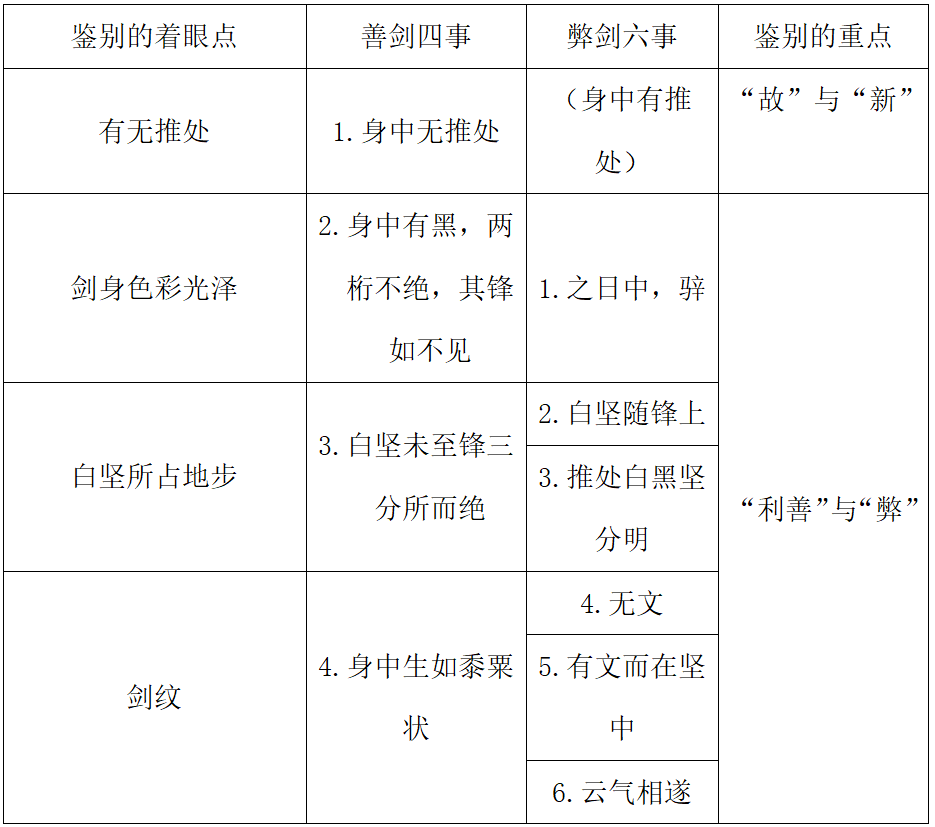 鉴别的着眼点 善剑四事 弊剑六事 鉴别的重点
有无推处
1.身中无推处
（身中有推
处）
“故”与“新”
剑身色彩光泽
2.身中有黑，两
桁不绝，其锋
如不见
1.之日中，骍
白坚所占地步
3.白坚未至锋三
分所而绝
2.白坚随锋上
3.推处白黑坚
分明
“利善”与“弊”
剑纹
4.身中生如黍粟
状
4.无文
5.有文而在坚
中
6.云气相遂